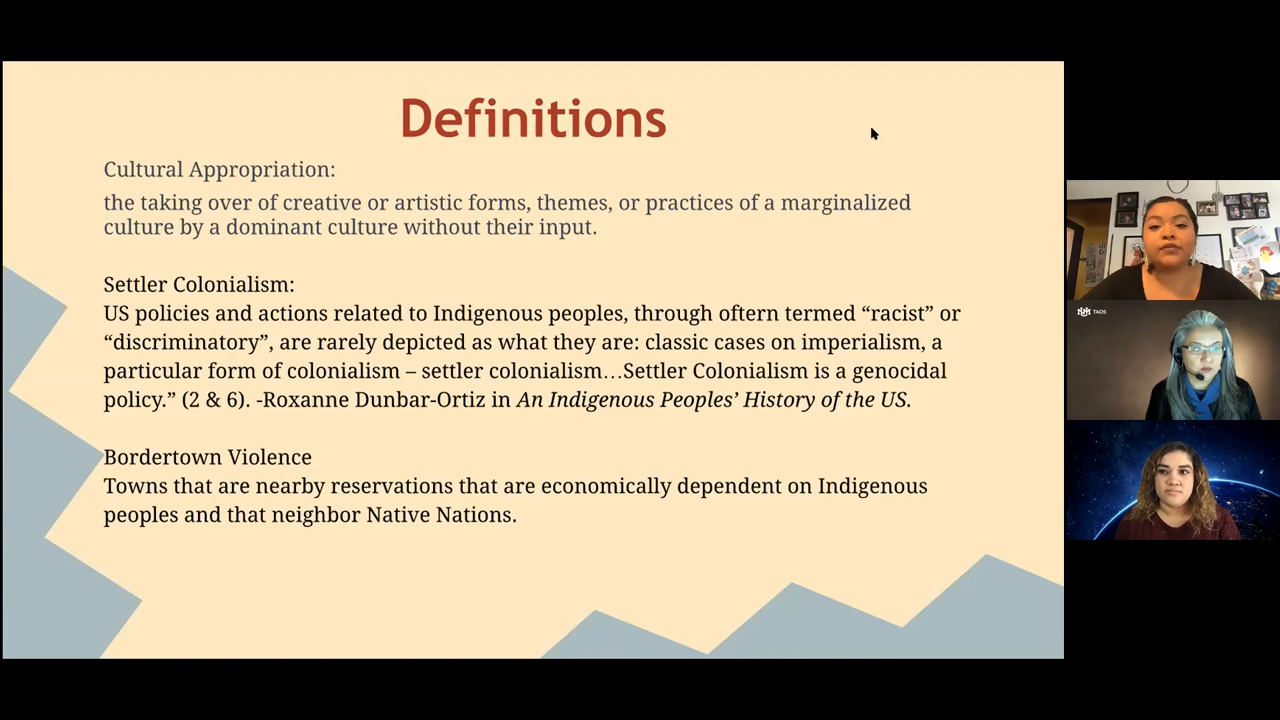 Definitions
Cultural Appropriation:
the taking over of creative or artistic forms, themes, or practices of a marginalized
culture by a dominant culture without their input.
Settler Colonialism:
US policies and actions related to Indigenous peoples, through oftern termed “racist” or
“discriminatory”, are rarely depicted as what they are: classic cases on imperialism, a
particular form of colonialism – settler colonialism…Settler Colonialism is a genocidal
policy.” (2 & 6). -Roxanne Dunbar-Ortiz in An Indigenous Peoples’ History of the US.
Bordertown Violence
Towns that are nearby reservations that are economically dependent on Indigenous
peoples and that neighbor Native Nations.
TAOS